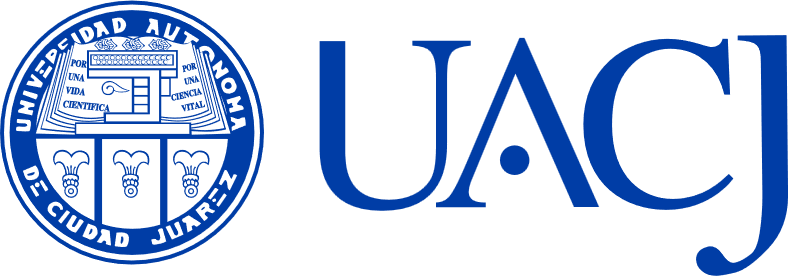 UNIVERSIDAD AUTONOMA
DE CIUDAD JUAREZ
POR
UNA
VIDA
CIENTIFICA
POR
UNA
CIENCIA
VITAL
UACJ